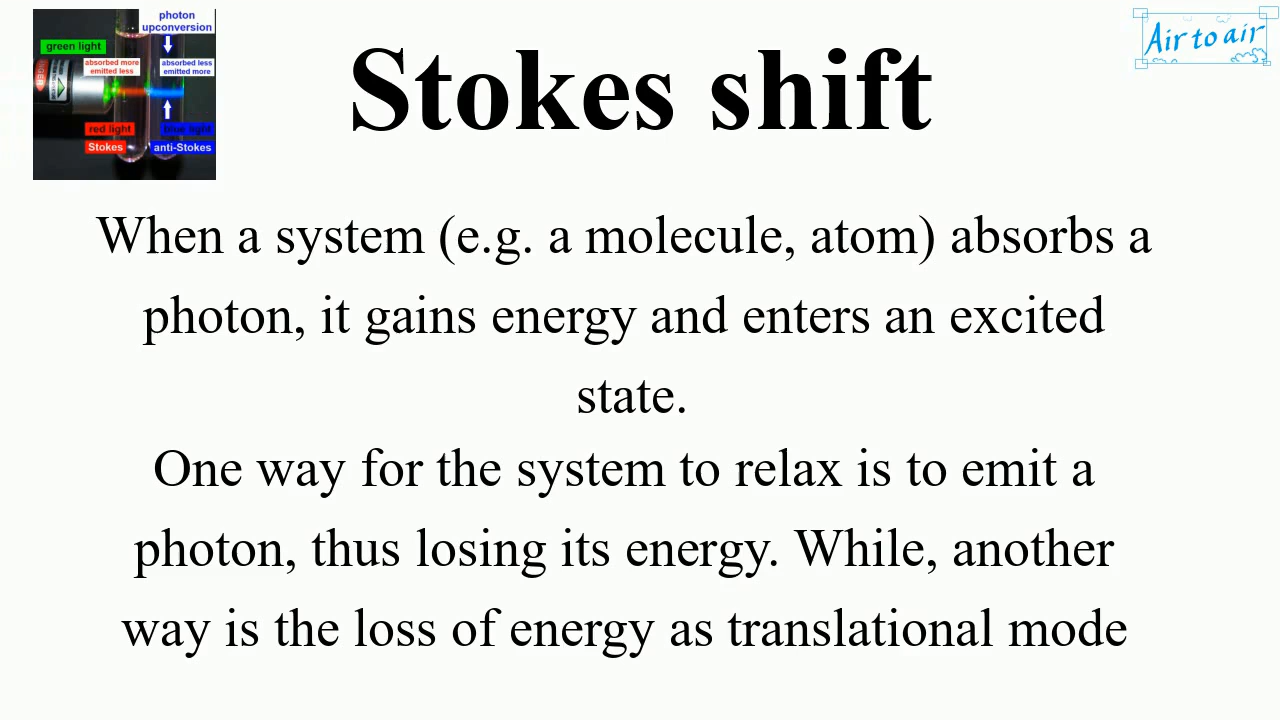 photon
upconversion
green light
absorbed more
emitted less
absorbed less
emitted more
red light
blue light
Stokes
anti-Stokes
Stokes shift
Air to air
When a system (e.g. a molecule, atom) absorbs a
photon, it gains energy and enters an excited
state.
One way for the system to relax is to emit a
photon, thus losing its energy. While, another
way is the loss of energy as translational mode